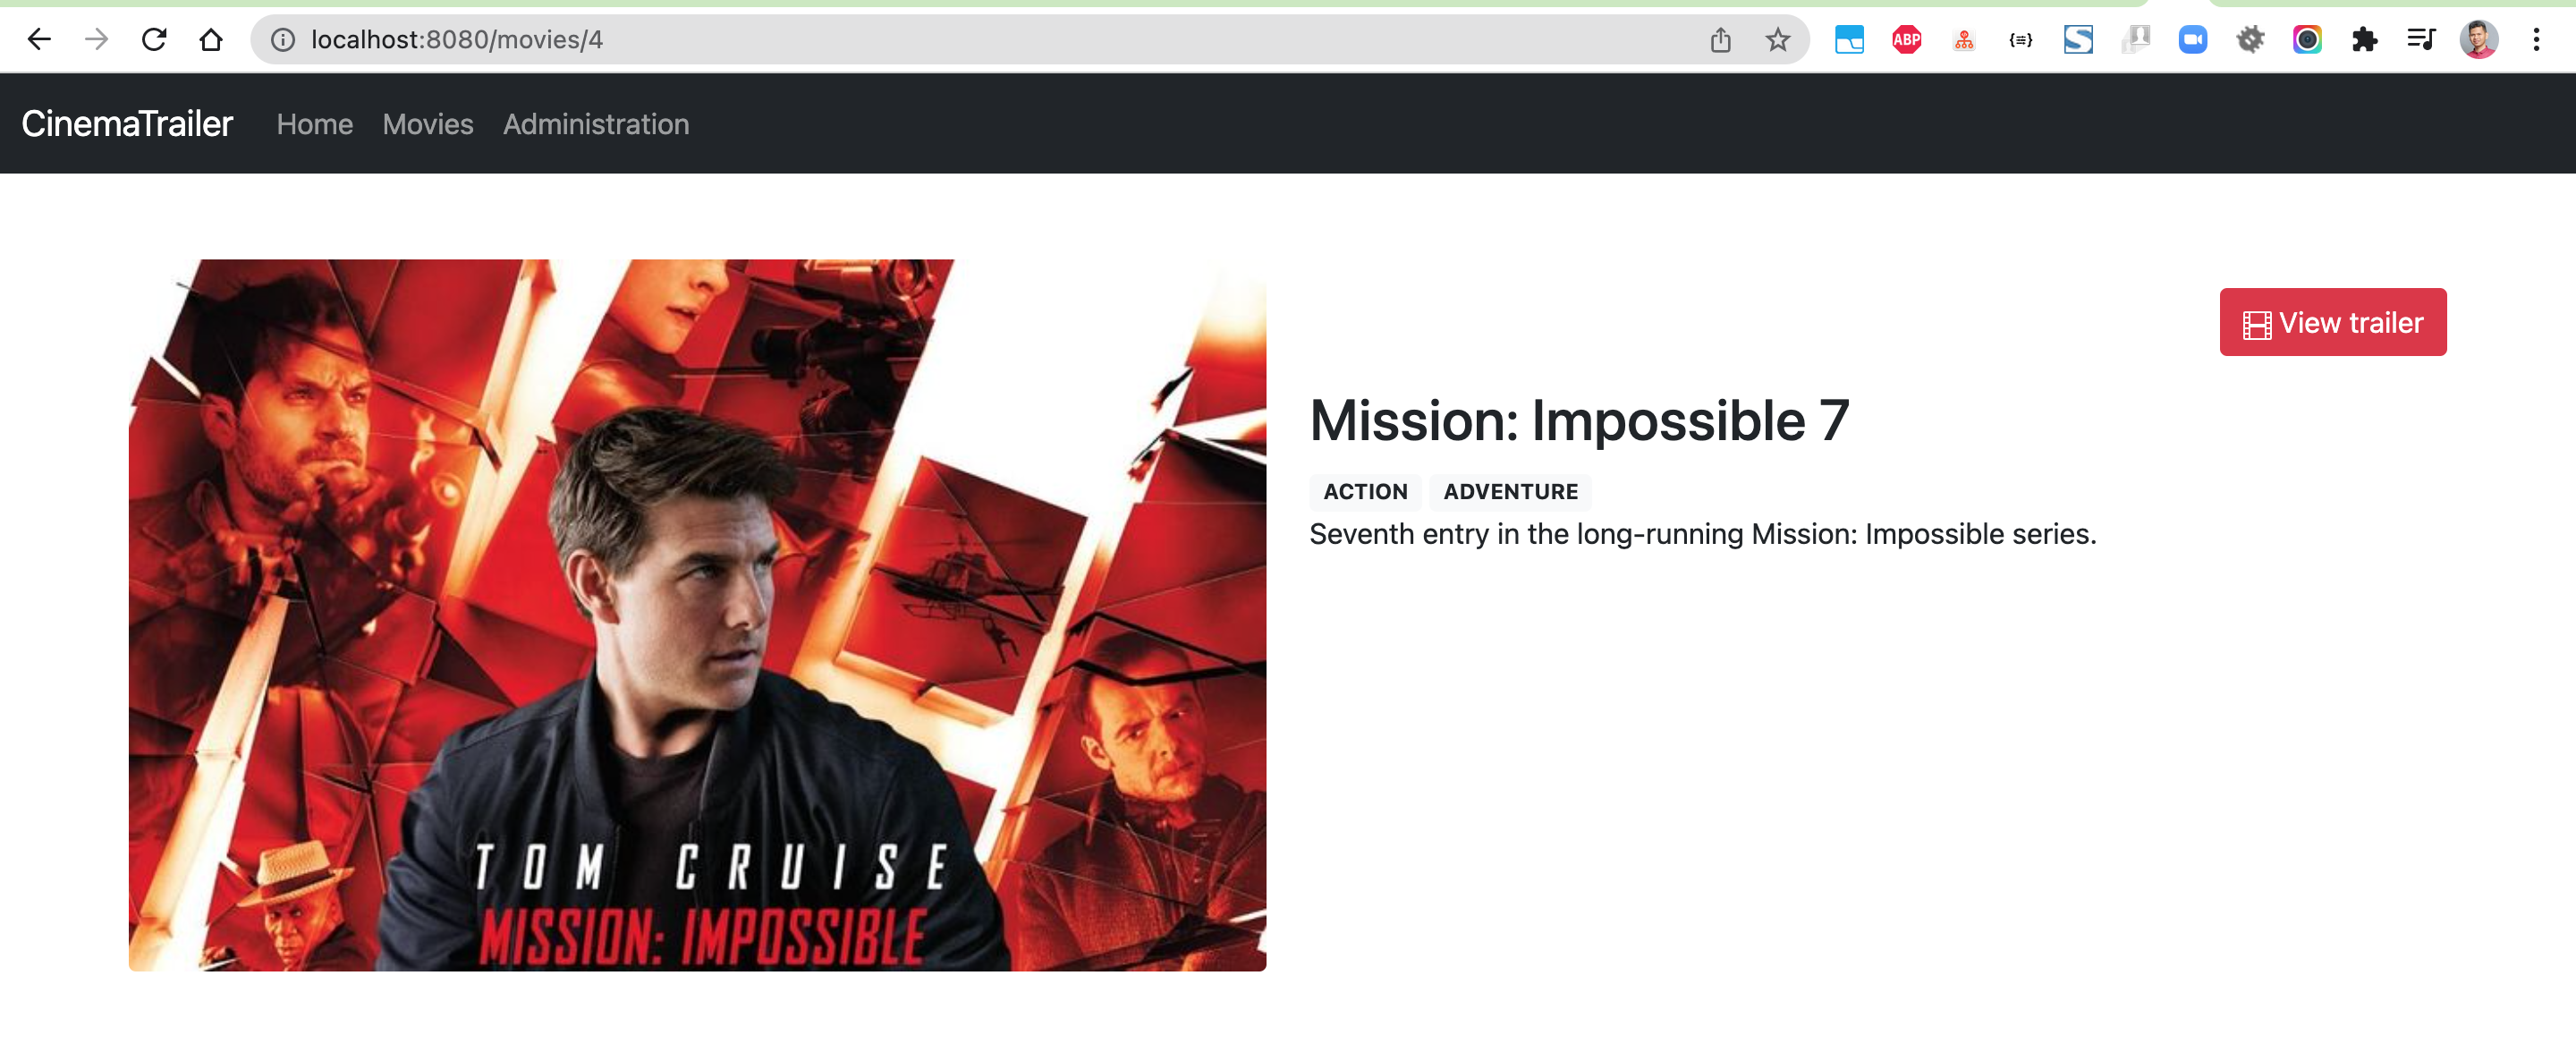 localhost:8080/movies/4
ABP
{≡}
S
CinemaTrailer Home Movies Administration
View trailer
Mission: Impossible 7
ACTION ADVENTURE
Seventh entry in the long-running Mission: Impossible series.
TOM CRUISE
MISSION: IMPOSSIBLE